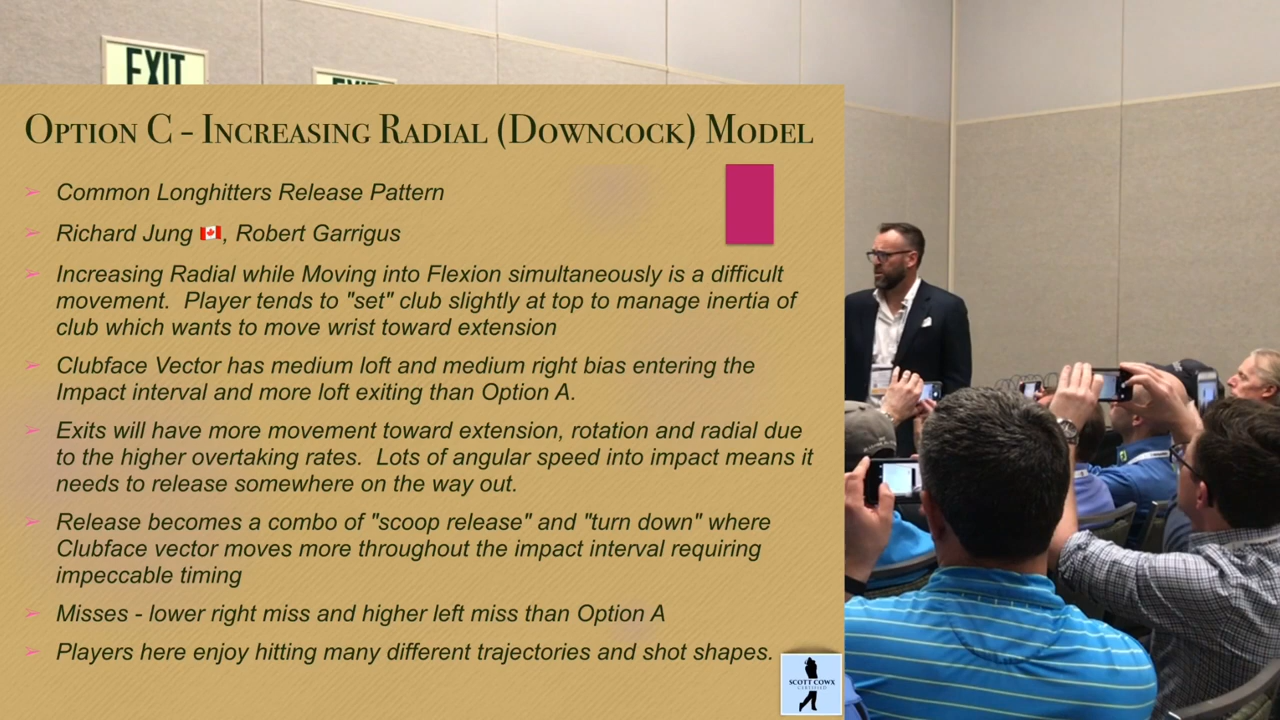 EXIT
EXIT
Option C - Increasing Radial (Downcock) Model
➢ Common Longhitters Release Pattern
➢ Richard Jung 🇨🇦, Robert Garrigus
➢ Increasing Radial while Moving into Flexion simultaneously is a difficult
movement.  Player tends to "set" club slightly at top to manage inertia of
club which wants to move wrist toward extension
➢ Clubface Vector has medium loft and medium right bias entering the
Impact interval and more loft exiting than Option A.
➢ Exits will have more movement toward extension, rotation and radial due
to the higher overtaking rates.  Lots of angular speed into impact means it
needs to release somewhere on the way out.
➢ Release becomes a combo of "scoop release" and "turn down" where
Clubface vector moves more throughout the impact interval requiring
impeccable timing
➢ Misses - lower right miss and higher left miss than Option A
➢ Players here enjoy hitting many different trajectories and shot shapes.
SCOTT COWX
CERTIFIED